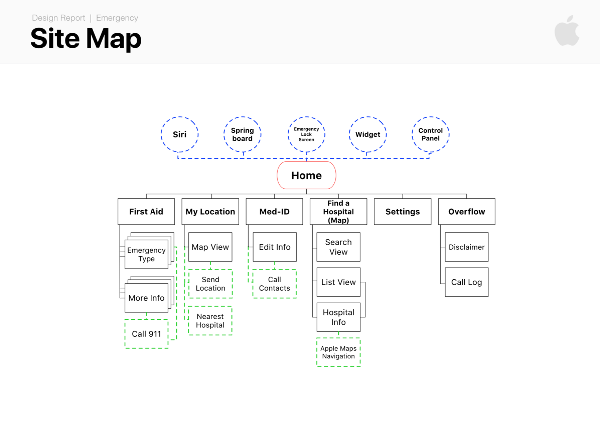 Design Report | Emergency
Site Map
Siri
Spring
board
Emergency
Lock
Screen
Widget
Control
Panel
Home
First Aid
My Location
Med-ID
Find a
Hospital
(Map)
Settings
Overflow
Emergency
Type
Map View
Edit Info
Search
View
Disclaimer
More Info
Send
Location
Call
Contacts
List View
Call Log
Call 911
Nearest
Hospital
Hospital
Info
Apple Maps
Navigation